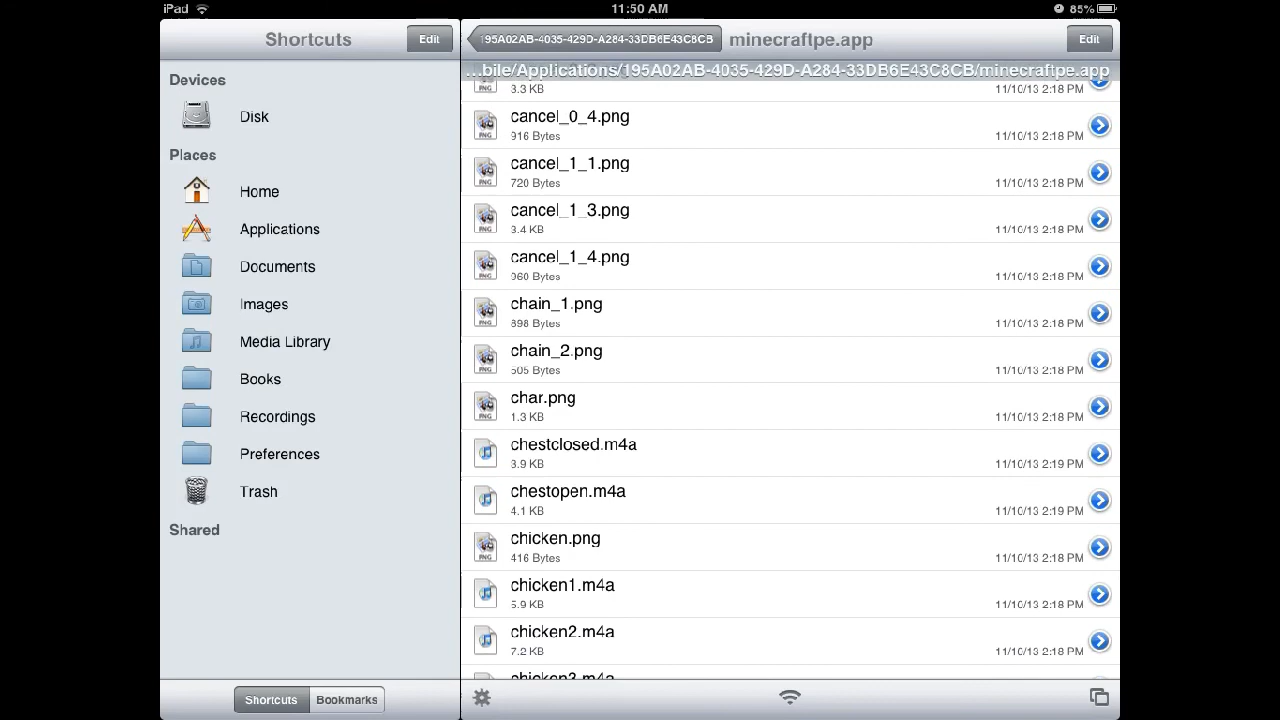 iPad
11:50 AM
85%
Shortcuts
Edit
Devices
Disk
Places
Home
Applications
Documents
Images
Media Library
Books
Recordings
Preferences
Trash
Shared
Shortcuts
Bookmarks
195A02AB-4035-429D-A284-33DB6E43C8CB
minecraftpe.app
Edit
...bile/Applications/195A02AB-4035-429D-A284-33DB6E43C8CB/minecraftpe.app
3.3 KB
11/10/13 2:18 PM
cancel_0_4.png
916 Bytes
11/10/13 2:18 PM
cancel_1_1.png
720 Bytes
11/10/13 2:18 PM
cancel_1_3.png
3.4 KB
11/10/13 2:18 PM
cancel_1_4.png
960 Bytes
11/10/13 2:18 PM
chain_1.png
898 Bytes
11/10/13 2:18 PM
chain_2.png
505 Bytes
11/10/13 2:18 PM
char.png
1.3 KB
11/10/13 2:18 PM
chestclosed.m4a
3.9 KB
11/10/13 2:19 PM
chestopen.m4a
4.1 KB
11/10/13 2:19 PM
chicken.png
416 Bytes
11/10/13 2:18 PM
chicken1.m4a
5.9 KB
11/10/13 2:18 PM
chicken2.m4a
7.2 KB
11/10/13 2:18 PM
chicken3.m4a